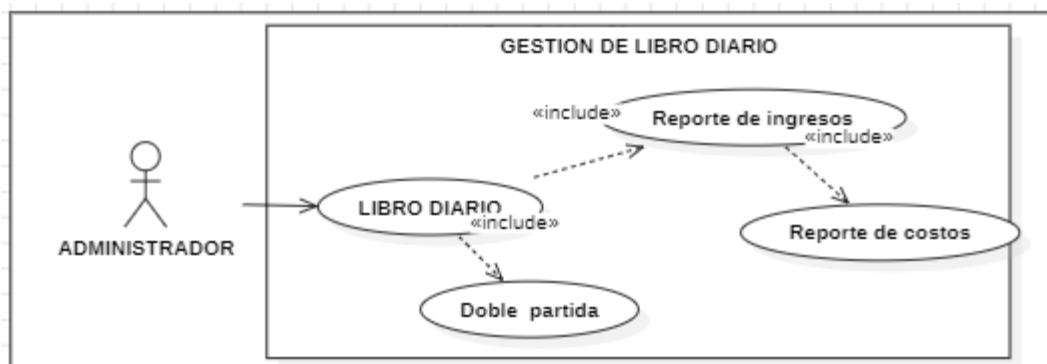 GESTION DE LIBRO DIARIO
«include»
Reporte de ingresos
«include»
ADMINISTRADOR
LIBRO DIARIO
«include»
Reporte de costos
Doble partida